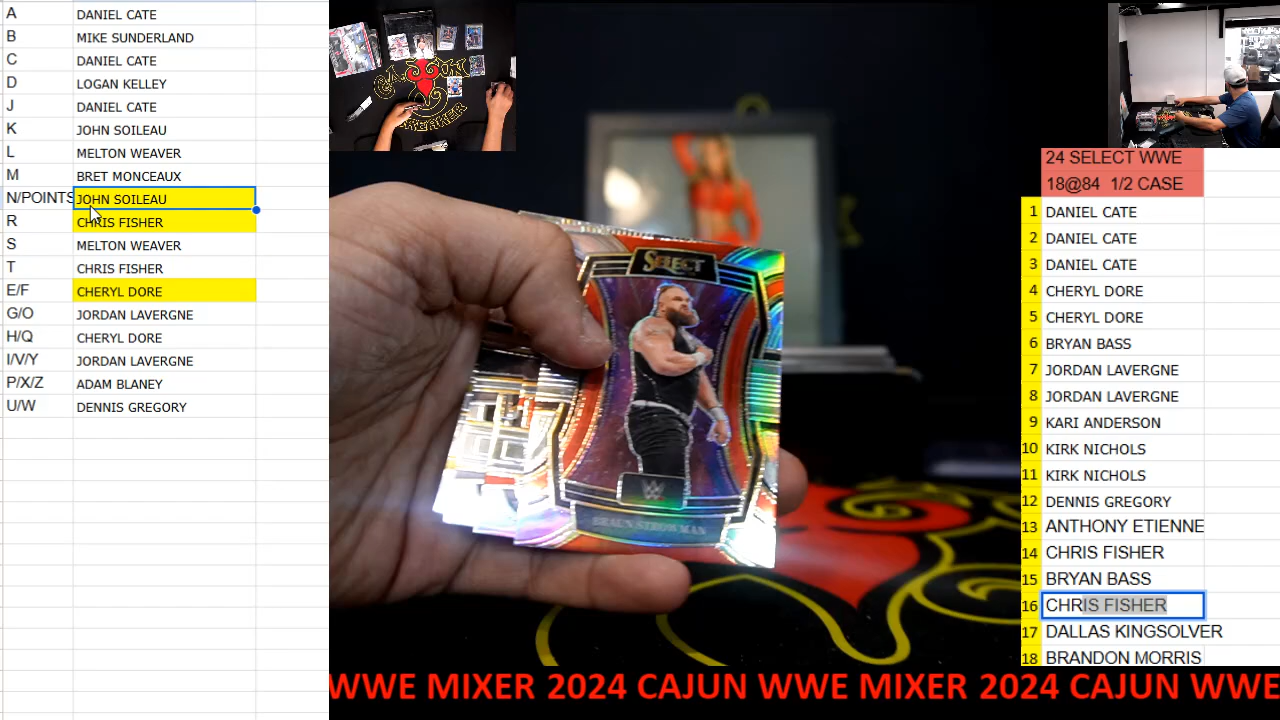 A DANIEL CATE
B MIKE SUNDERLAND
C DANIEL CATE
D LOGAN KELLEY
J DANIEL CATE
K JOHN SOILEAU
L MELTON WEAVER
M BRET MONCEAUX
N/POINTS JOHN SOILEAU
R CHRIS FISHER
S MELTON WEAVER
T CHRIS FISHER
E/F CHERYL DORE
G/O JORDAN LAVERGNE
H/Q CHERYL DORE
I/V/Y JORDAN LAVERGNE
P/X/Z ADAM BLANEY
U/W DENNIS GREGORY
CAJUN
BREAKER
SELECT
W
BRAUN STROWMAN
24 SELECT WWE
18@84 1/2 CASE
1 DANIEL CATE
2 DANIEL CATE
3 DANIEL CATE
4 CHERYL DORE
5 CHERYL DORE
6 BRYAN BASS
7 JORDAN LAVERGNE
8 JORDAN LAVERGNE
9 KARI ANDERSON
10 KIRK NICHOLS
11 KIRK NICHOLS
12 DENNIS GREGORY
13 ANTHONY ETIENNE
14 CHRIS FISHER
15 BRYAN BASS
16 CHRIS FISHER
17 DALLAS KINGSOLVER
18 BRANDON MORRIS
WWE MIXER 2024 CAJUN WWE MIXER 2024 CAJUN WWE